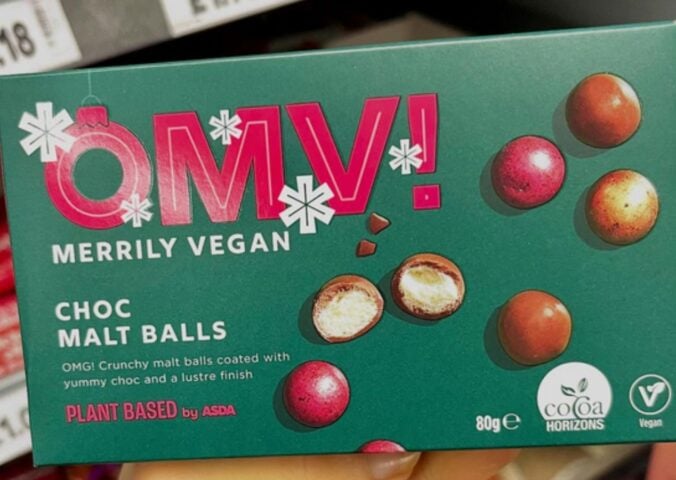 .18
OMV!
MERRILY VEGAN
CHOC
MALT BALLS
OMG! Crunchy malt balls coated with
yummy choc and a lustre finish
PLANT BASED by ASDA
80g e
cocoa
HORIZONS
Vegan